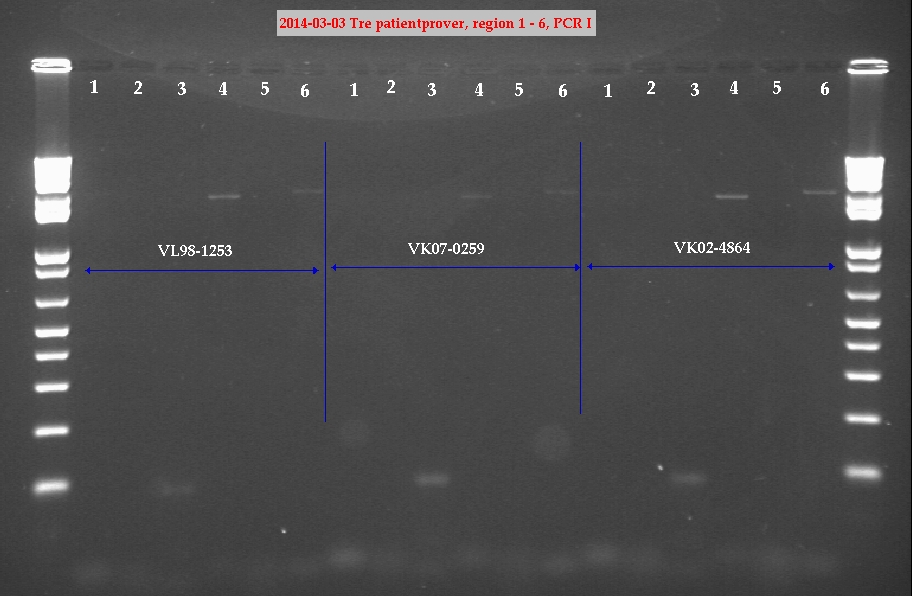 2014-03-03 Tre patientprover, region 1 - 6, PCR I
1 2 3 4 5 6 1 2 3 4 5 6 1 2 3 4 5 6
VL98-1253 VK07-0259 VK02-4864